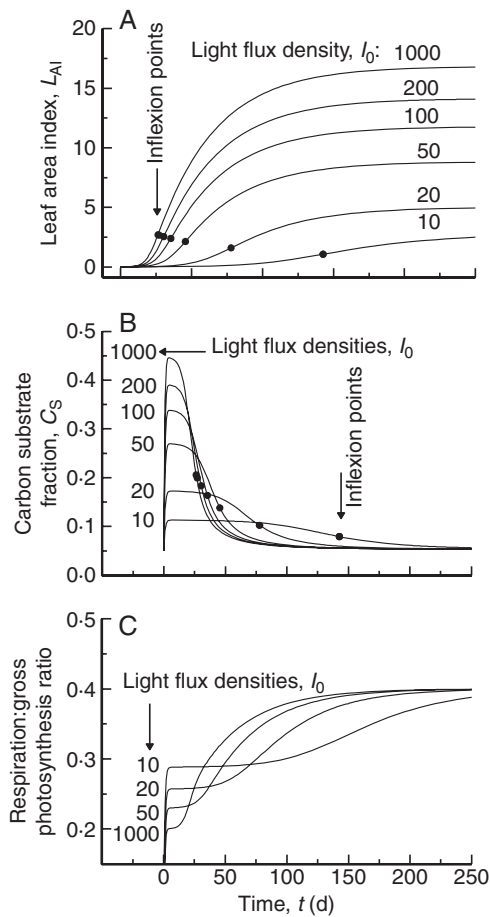 A
Light flux density, I0: 1000
200
100
50
20
10
Inflexion points
Leaf area index, LAI
20
15
10
5
0
B
Light flux densities, I0
1000
200
100
50
20
10
Inflexion points
Carbon substrate
fraction, CS
0·5
0·4
0·3
0·2
0·1
0·0
C
Light flux densities, I0
10
20
50
1000
Respiration:gross
photosynthesis ratio
0·5
0·4
0·3
0·2
0 50 100 150 200 250
Time, t (d)